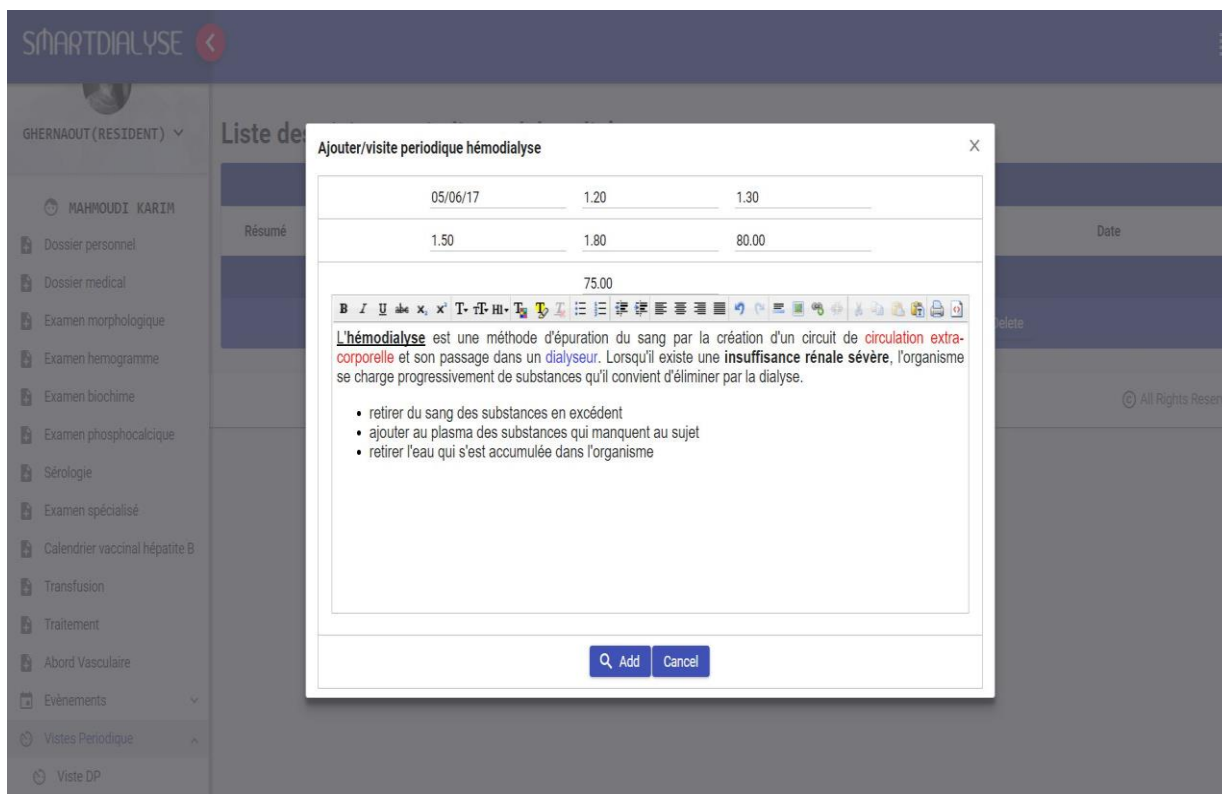 SMARTDIALYSE
GHERNAOUT(RESIDENT)
Liste des
MAHMOUDI KARIM
Dossier personnel
Dossier medical
Examen morphologique
Examen hemogramme
Examen biochime
Examen phosphocalcique
Sérologie
Examen spécialisé
Calendrier vaccinal hépatite B
Transfusion
Traitement
Abord Vasculaire
Evènements
Vistes Periodique
Viste DP
Résumé
Date
Delete
© All Rights Reser
Ajouter/visite periodique hémodialyse X
05/06/17 1.20 1.30
1.50 1.80 80.00
75.00
L'hémodialyse est une méthode d'épuration du sang par la création d'un circuit de circulation extra-
corporelle et son passage dans un dialyseur. Lorsqu'il existe une insuffisance rénale sévère, l'organisme
se charge progressivement de substances qu'il convient d'éliminer par la dialyse.
• retirer du sang des substances en excédent
• ajouter au plasma des substances qui manquent au sujet
• retirer l'eau qui s'est accumulée dans l'organisme
Add Cancel